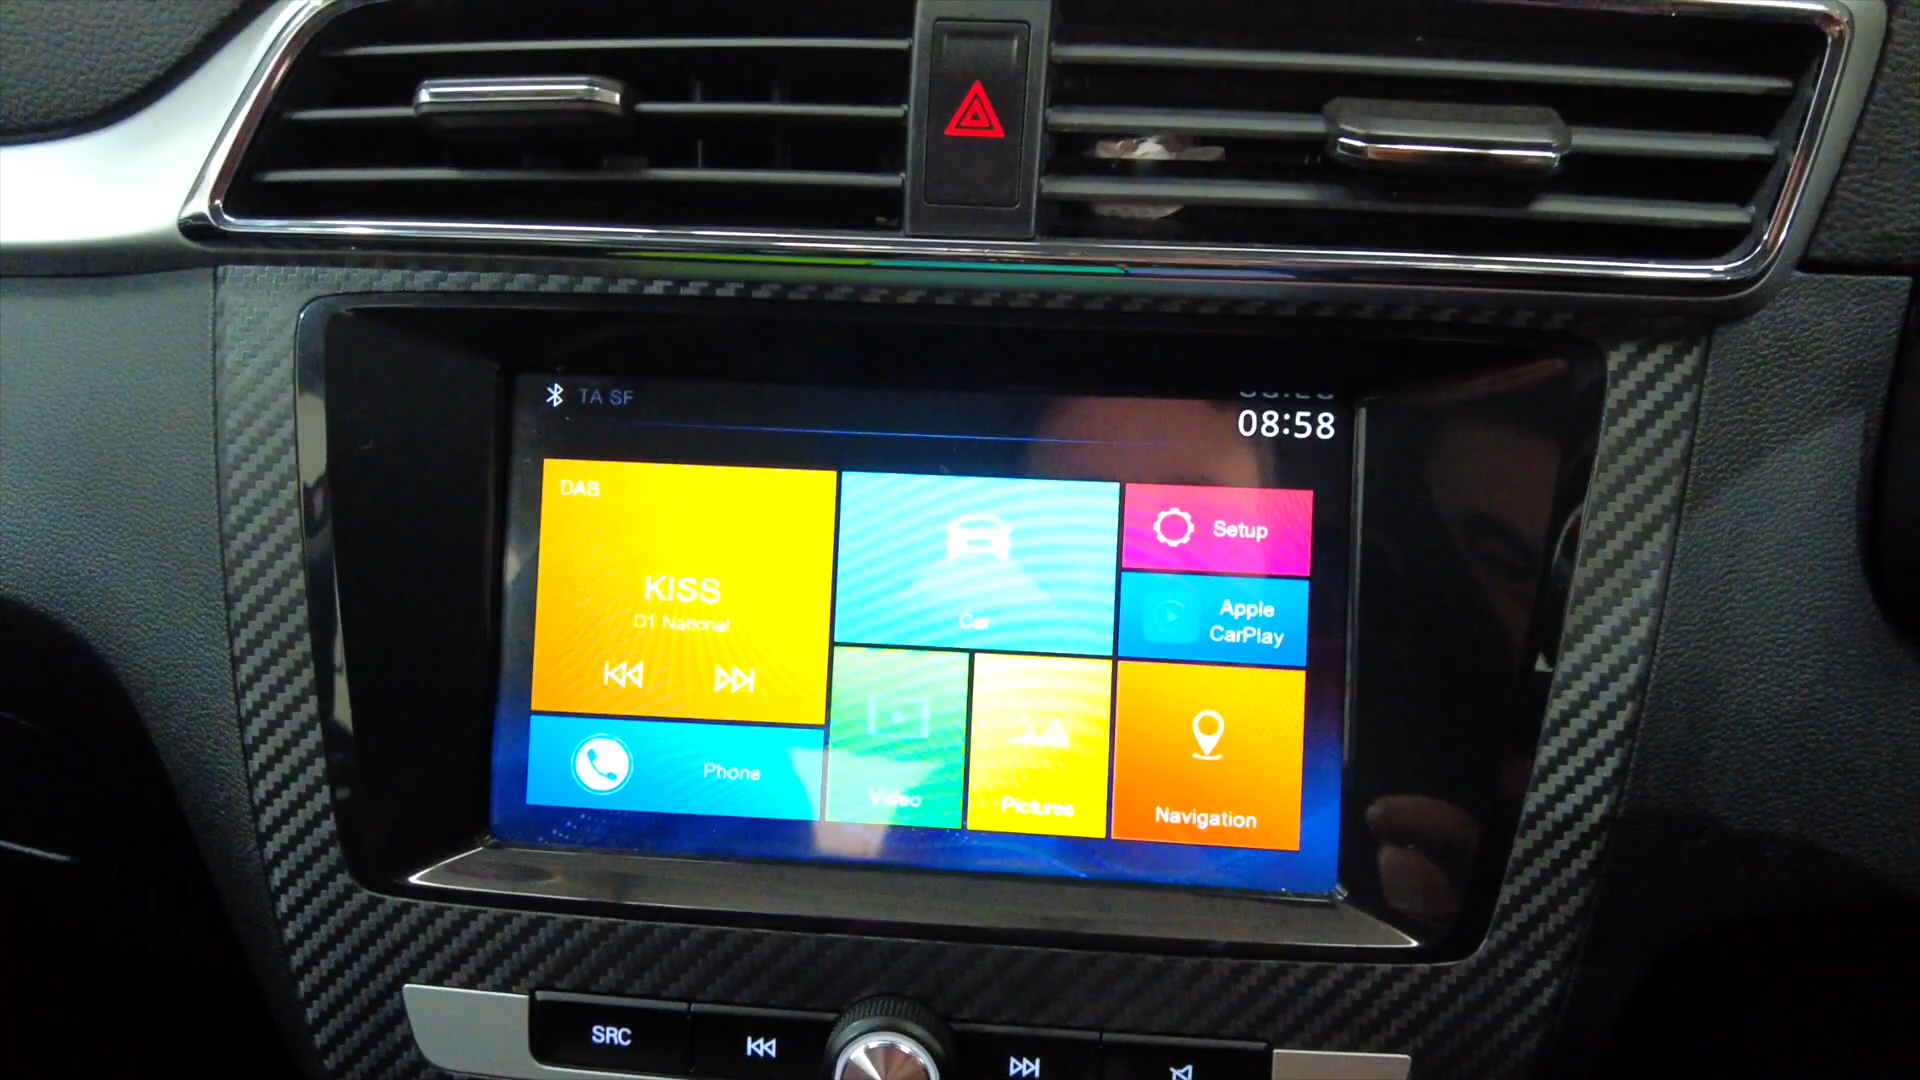 TA SF
08:58
DAB
KISS
D1 National
Car
Setup
Apple
CarPlay
Phone
Video
Pictures
Navigation
SRC